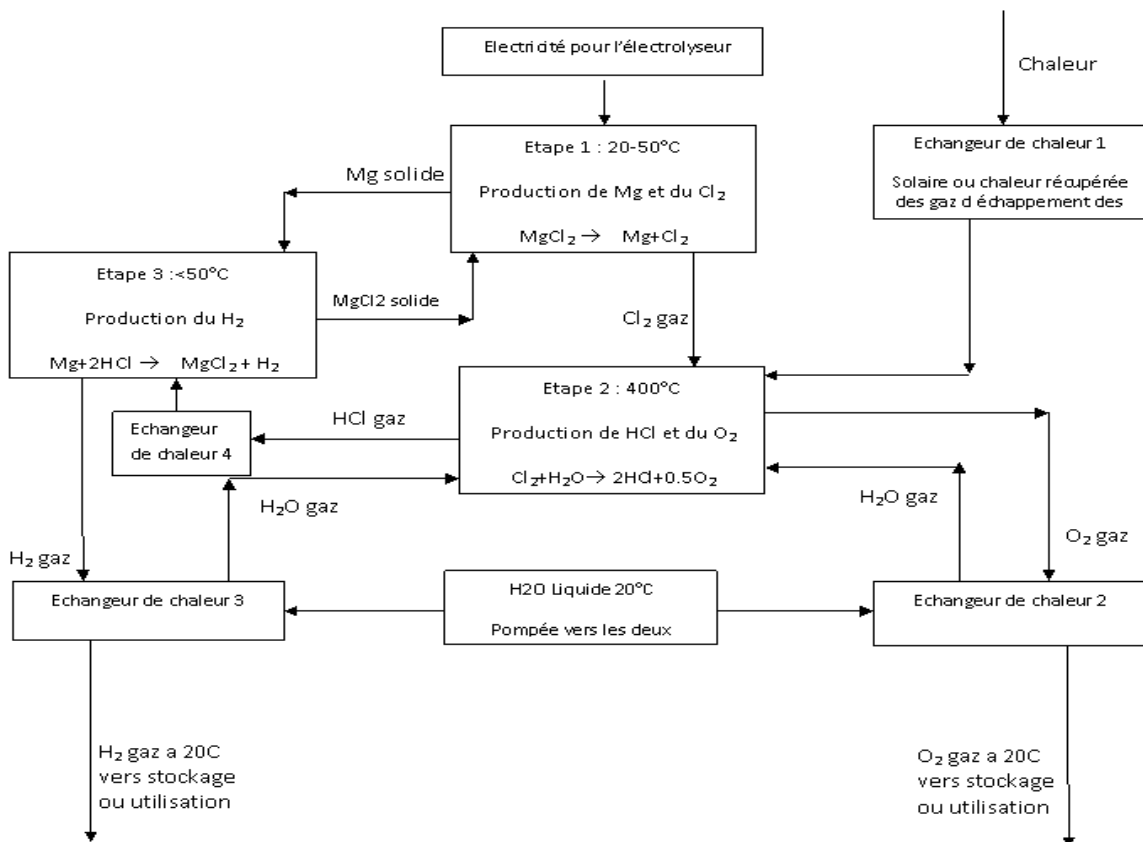 Electricité pour l'électrolyseur
Chaleur
Etape 1 : 20-50°C
Production de Mg et du Cl₂
MgCl₂ → Mg+Cl₂
Echangeur de chaleur 1
Solaire ou chaleur récupérée
des gaz d échappement des
Mg solide
Etape 3 :<50°C
Production du H₂
Mg+2HCl → MgCl₂ + H₂
MgCl2 solide
Cl₂ gaz
Etape 2 : 400°C
Production de HCl et du O₂
Cl₂+H₂O→ 2HCl+0.5O₂
HCl gaz
Echangeur
de chaleur 4
H₂O gaz
H₂O gaz
O₂ gaz
H₂ gaz
Echangeur de chaleur 3
H2O Liquide 20°C
Pompée vers les deux
Echangeur de chaleur 2
H₂ gaz a 20C
vers stockage
ou utilisation
O₂ gaz a 20C
vers stockage
ou utilisation